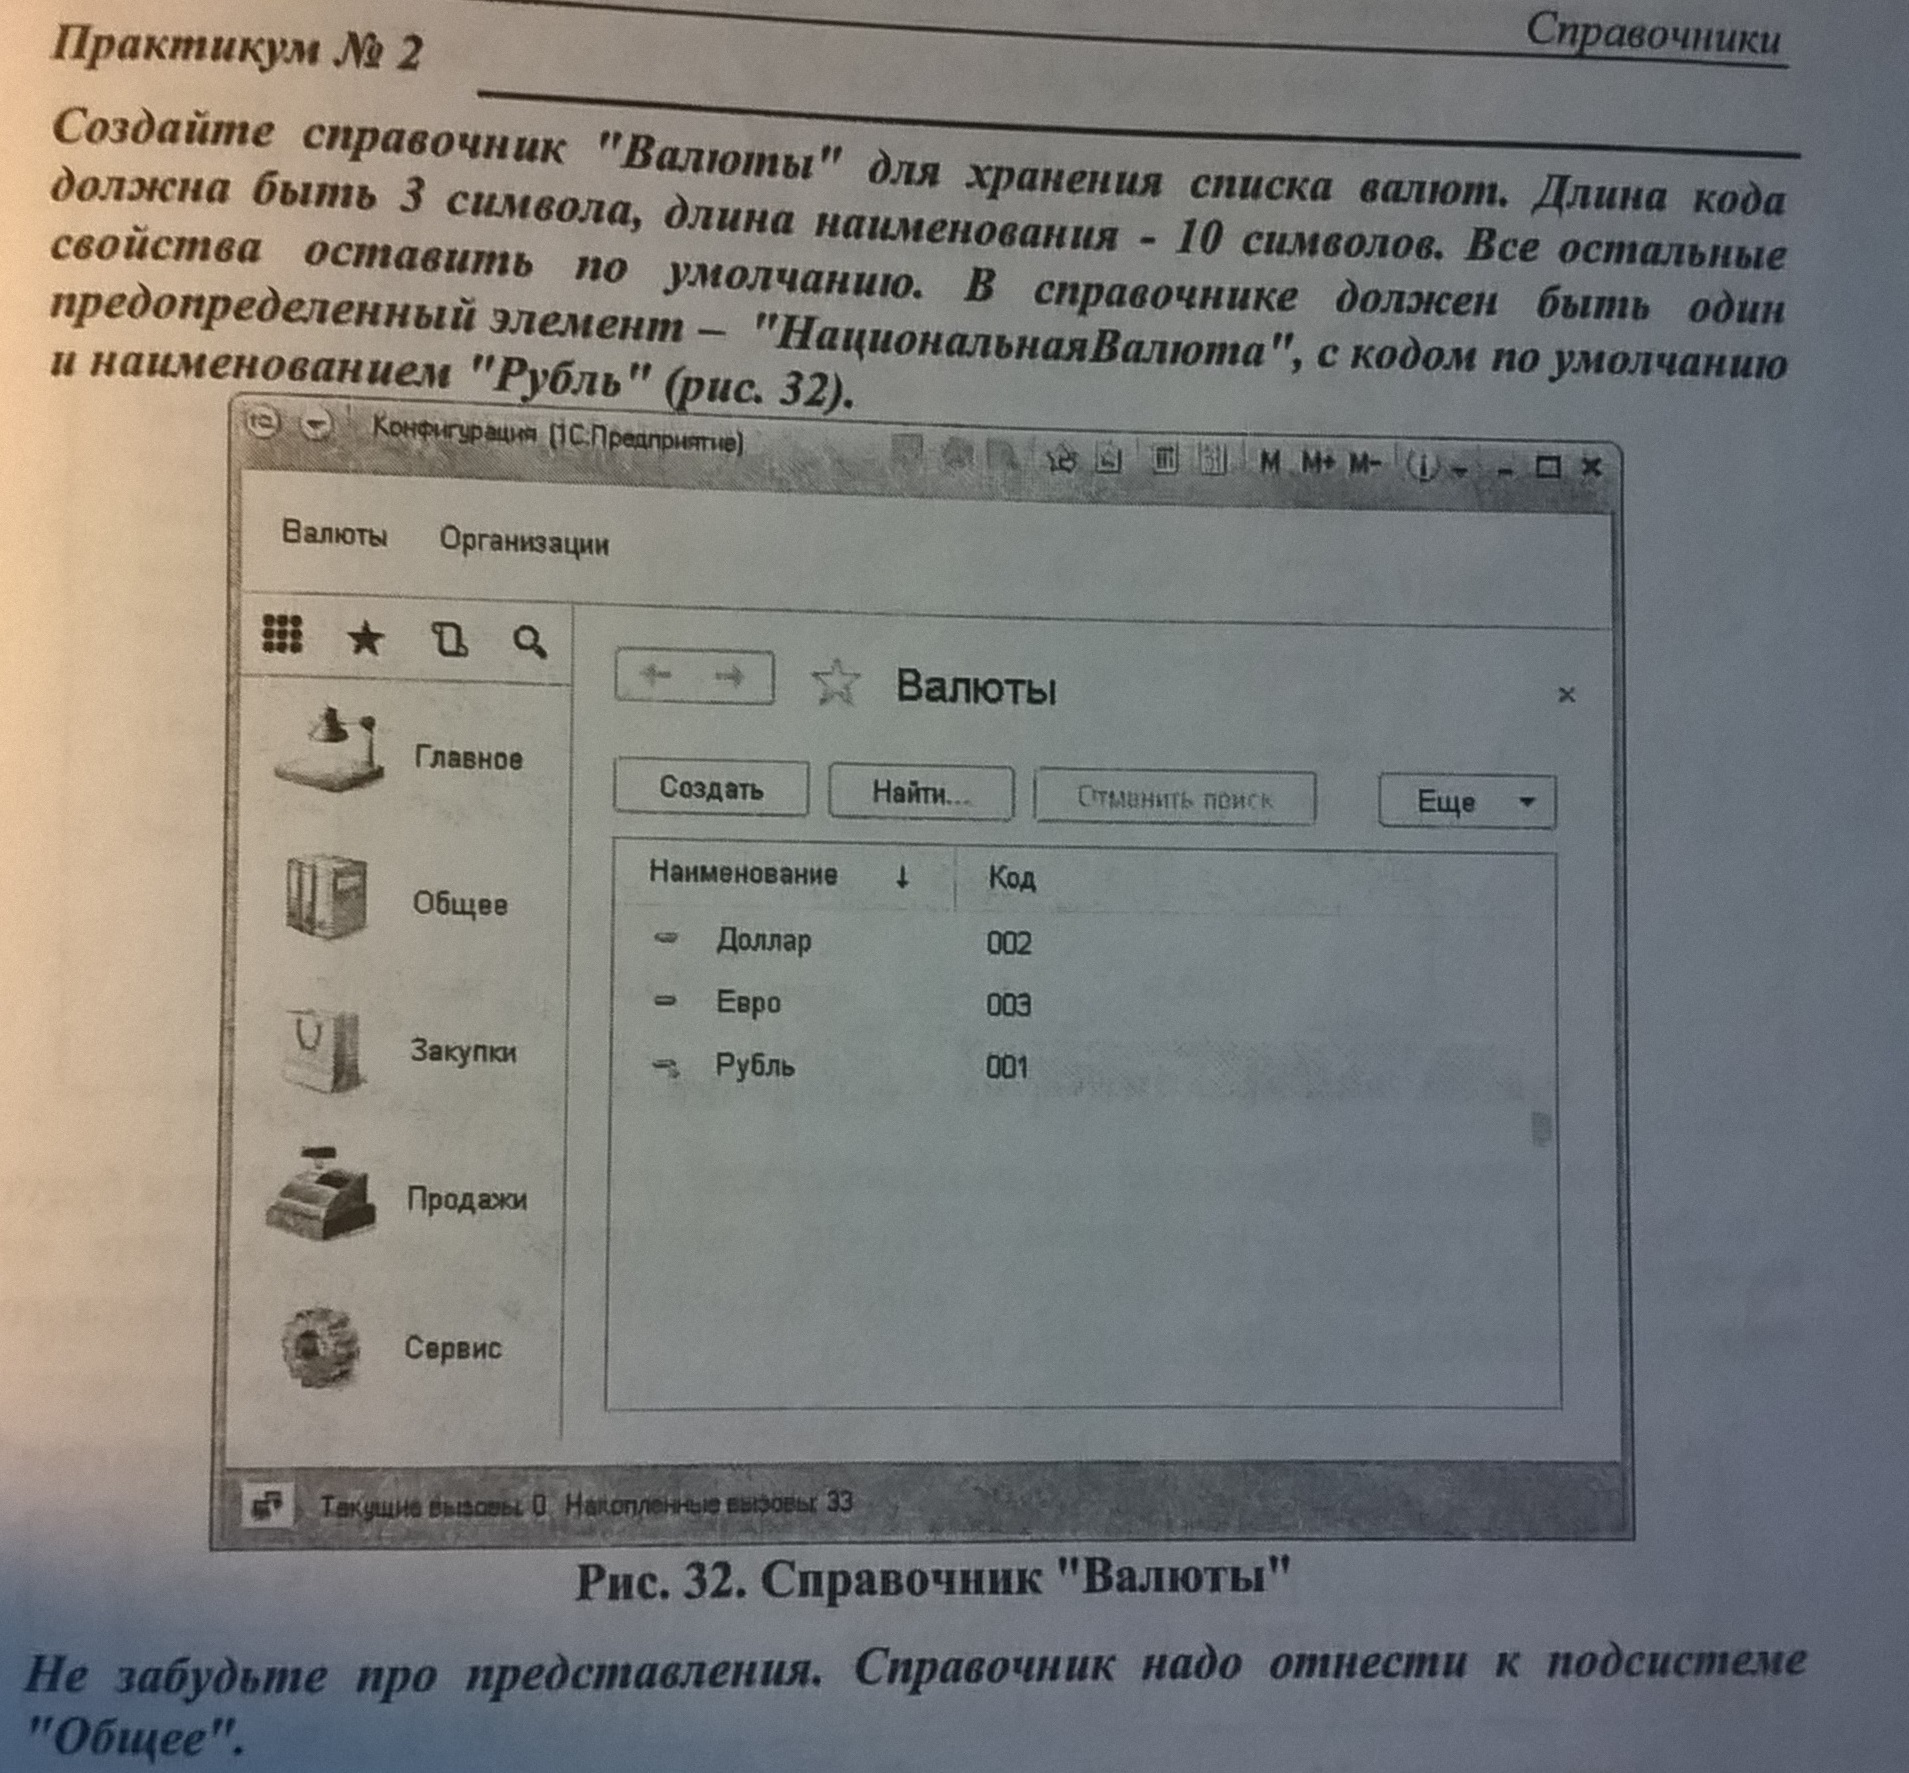 Справочники
Практикум № 2
Создайте справочник "Валюты" для хранения списка валют. Длина кода
должна быть 3 символа, длина наименования - 10 символов. Все остальные
свойства оставить по умолчанию. В справочнике должен быть один
предопределенный элемент – "НациональнаяВалюта", с кодом по умолчанию
и наименованием "Рубль" (рис. 32).
Конфигурация (1С:Предприятие)
M M+ M-
Валюты Организации
Валюты
Главное
Создать Найти... Отменить поиск Еще
Наименование Код
Общее
Доллар 002
Евро 003
Закупки
Рубль 001
Продажи
Сервис
Текущие вызовы: 0 Накопленные вызовы: 33
Рис. 32. Справочник "Валюты"
Не забудьте про представления. Справочник надо отнести к подсистеме
"Общее".